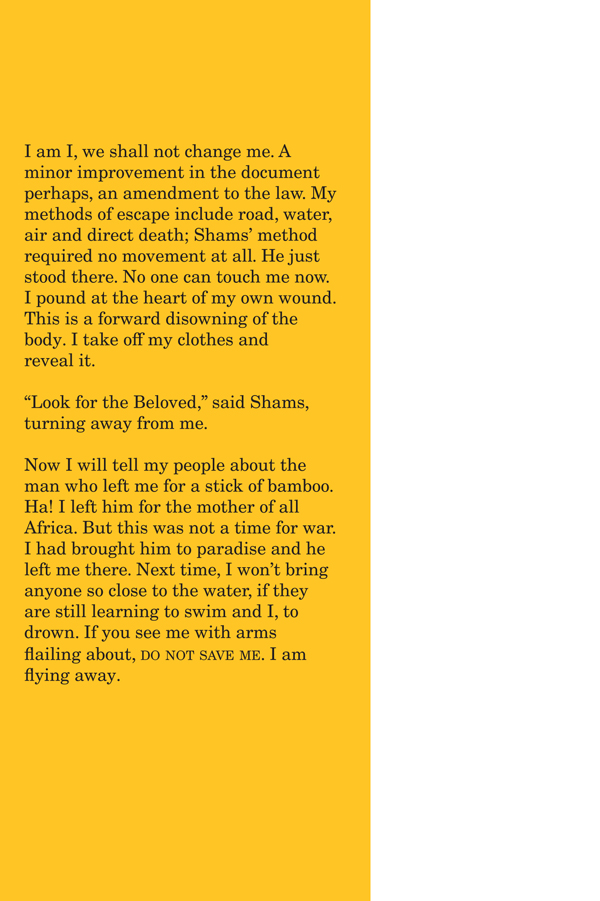 I am I, we shall not change me. A
minor improvement in the document
perhaps, an amendment to the law. My
methods of escape include road, water,
air and direct death; Shams’ method
required no movement at all. He just
stood there. No one can touch me now.
I pound at the heart of my own wound.
This is a forward disowning of the
body. I take off my clothes and
reveal it.
“Look for the Beloved,” said Shams,
turning away from me.
Now I will tell my people about the
man who left me for a stick of bamboo.
Ha! I left him for the mother of all
Africa. But this was not a time for war.
I had brought him to paradise and he
left me there. Next time, I won’t bring
anyone so close to the water, if they
are still learning to swim and I, to
drown. If you see me with arms
flailing about, DO NOT SAVE ME. I am
flying away.